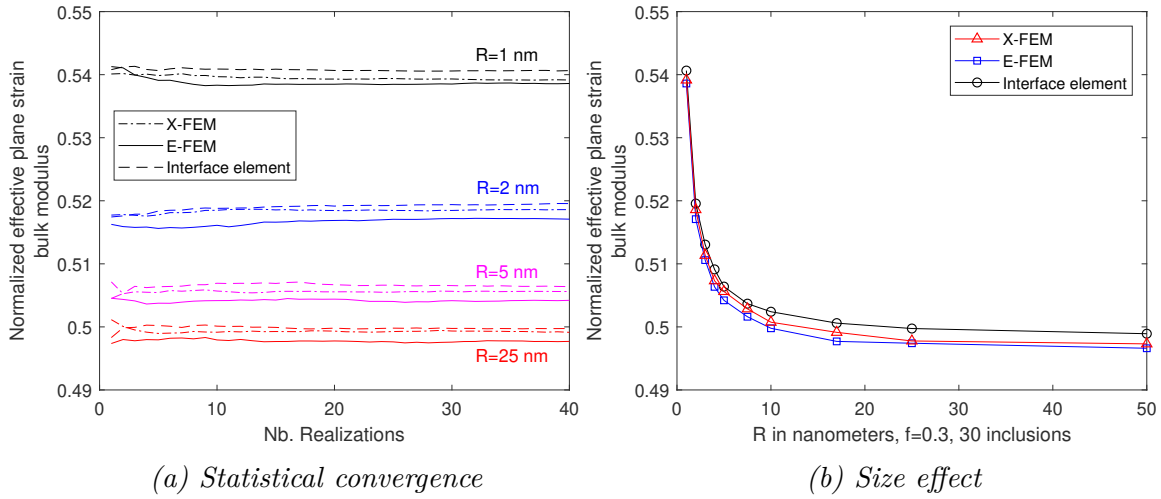 Normalized effective plane strain
bulk modulus
0.55
0.54
0.53
0.52
0.51
0.5
0.49
R=1 nm
X-FEM
E-FEM
Interface element
R=2 nm
R=5 nm
R=25 nm
0 10 20 30 40
Nb. Realizations
(a) Statistical convergence
Normalized effective plane strain
bulk modulus
0.55
0.54
0.53
0.52
0.51
0.5
0.49
X-FEM
E-FEM
Interface element
0 10 20 30 40 50
R in nanometers, f=0.3, 30 inclusions
(b) Size effect